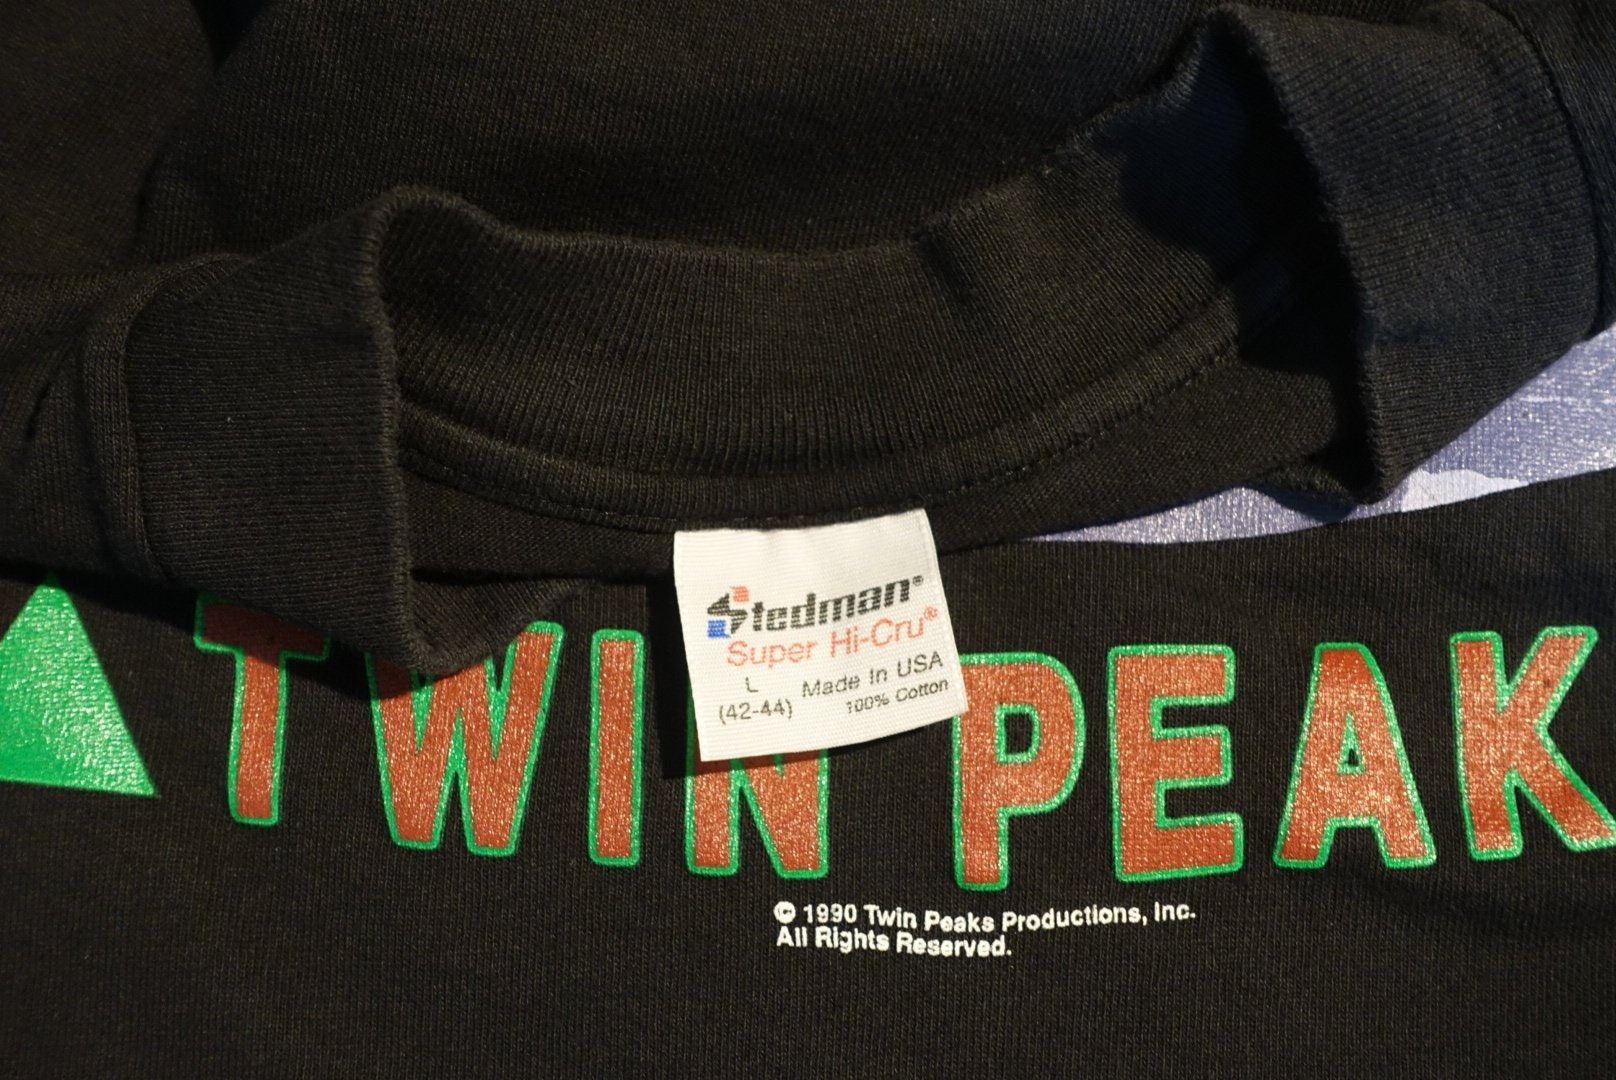 Stedman®
Super Hi-Cru®
L Made In USA
(42-44) 100% Cotton
TWIN PEAK
© 1990 Twin Peaks Productions, Inc.
All Rights Reserved.